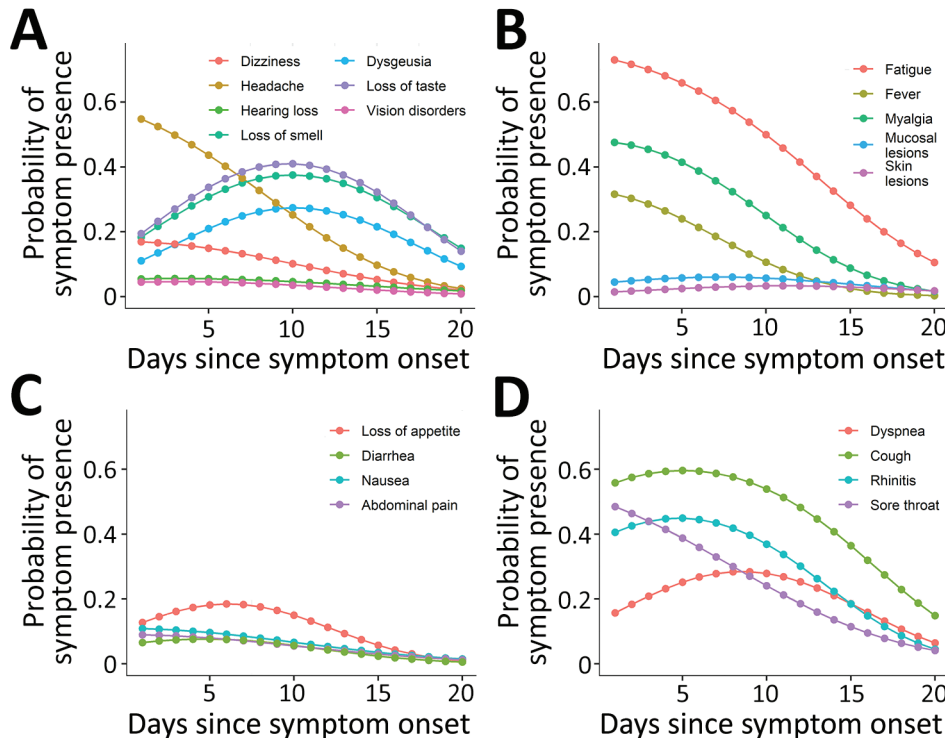 A
Probability of
symptom presence
0.6
0.4
0.2
0
Dizziness
Headache
Hearing loss
Loss of smell
Dysgeusia
Loss of taste
Vision disorders
5
10
15
20
Days since symptom onset
B
Probability of
symptom presence
0.6
0.4
0.2
0
Fatigue
Fever
Myalgia
Mucosal
lesions
Skin
lesions
5
10
15
20
Days since symptom onset
C
Probability of
symptom presence
0.6
0.4
0.2
0
Loss of appetite
Diarrhea
Nausea
Abdominal pain
5
10
15
20
Days since symptom onset
D
Probability of
symptom presence
0.6
0.4
0.2
0
Dyspnea
Cough
Rhinitis
Sore throat
5
10
15
20
Days since symptom onset